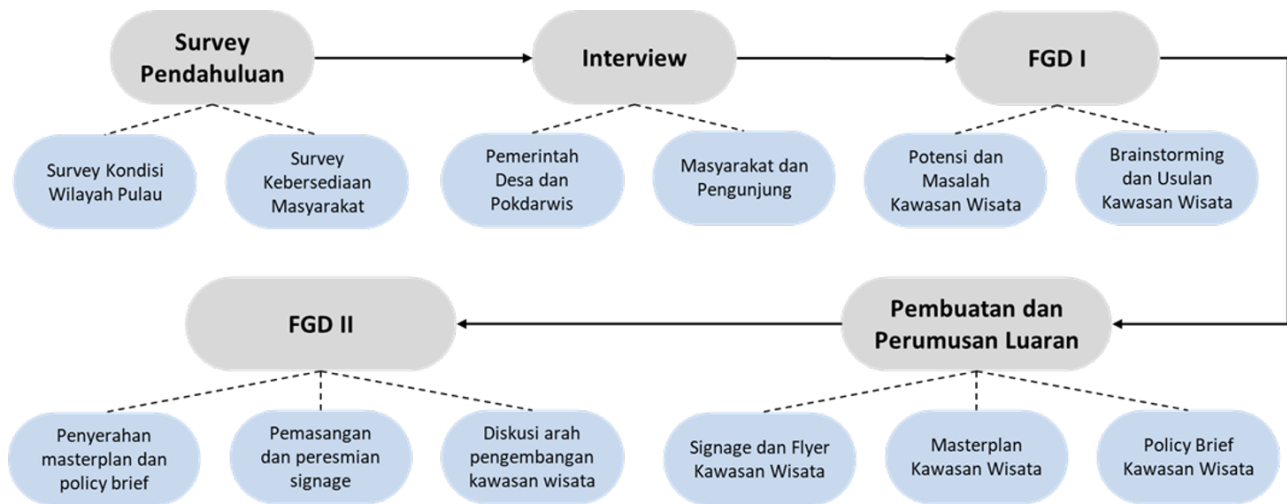 Survey
Pendahuluan
Interview
FGD I
Survey Kondisi
Wilayah Pulau
Survey
Kebersediaan
Masyarakat
Pemerintah
Desa dan
Pokdarwis
Masyarakat dan
Pengunjung
Potensi dan
Masalah
Kawasan Wisata
Brainstorming
dan Usulan
Kawasan Wisata
FGD II
Pembuatan dan
Perumusan Luaran
Penyerahan
masterplan dan
policy brief
Pemasangan
dan peresmian
signage
Diskusi arah
pengembangan
kawasan wisata
Signage dan Flyer
Kawasan Wisata
Masterplan
Kawasan Wisata
Policy Brief
Kawasan Wisata